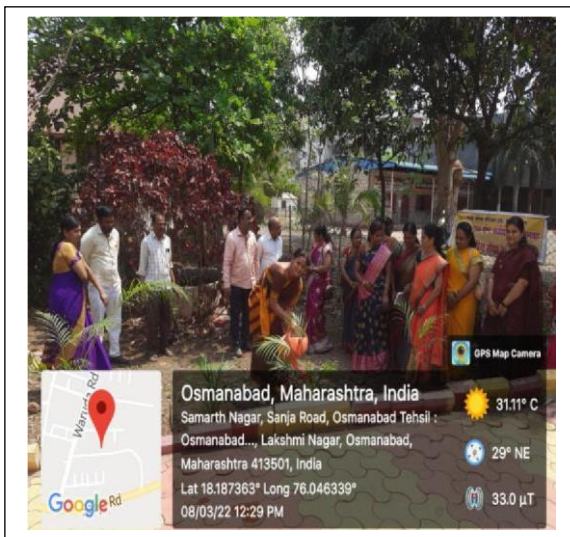 GPS Map Camera
Osmanabad, Maharashtra, India
Samarth Nagar, Sanja Road, Osmanabad Tehsil :
Osmanabad..., Lakshmi Nagar, Osmanabad,
Maharashtra 413501, India
Lat 18.187363° Long 76.046339°
08/03/22 12:29 PM
31.11° C
29° NE
33.0 µT
Waruda Rd
Google
Rd